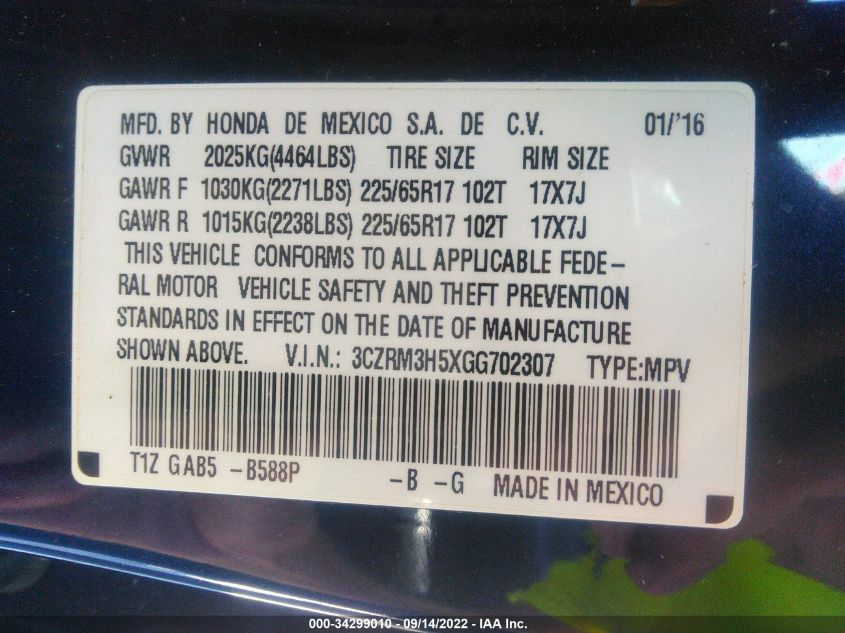 MFD. BY HONDA DE MEXICO S.A. DE C.V. 01/'16
GVWR 2025KG(4464LBS) TIRE SIZE RIM SIZE
GAWR F 1030KG(2271LBS) 225/65R17 102T 17X7J
GAWR R 1015KG(2238LBS) 225/65R17 102T 17X7J
THIS VEHICLE CONFORMS TO ALL APPLICABLE FEDE-
RAL MOTOR VEHICLE SAFETY AND THEFT PREVENTION
STANDARDS IN EFFECT ON THE DATE OF MANUFACTURE
SHOWN ABOVE. V.I.N.: 3CZRM3H5XGG702307 TYPE:MPV
T1Z GAB5 -B588P -B -G MADE IN MEXICO
000-34299010 - 09/14/2022 - IAA Inc.